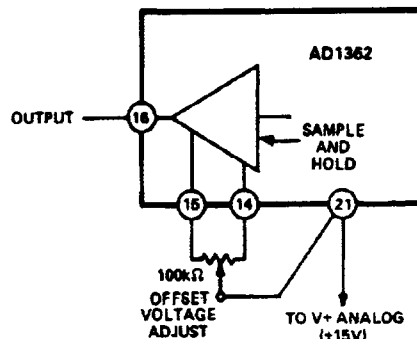 AD1362
OUTPUT
16
SAMPLE
AND
HOLD
15
14
21
100kΩ
OFFSET
VOLTAGE
ADJUST
TO V+ ANALOG
(+15V)